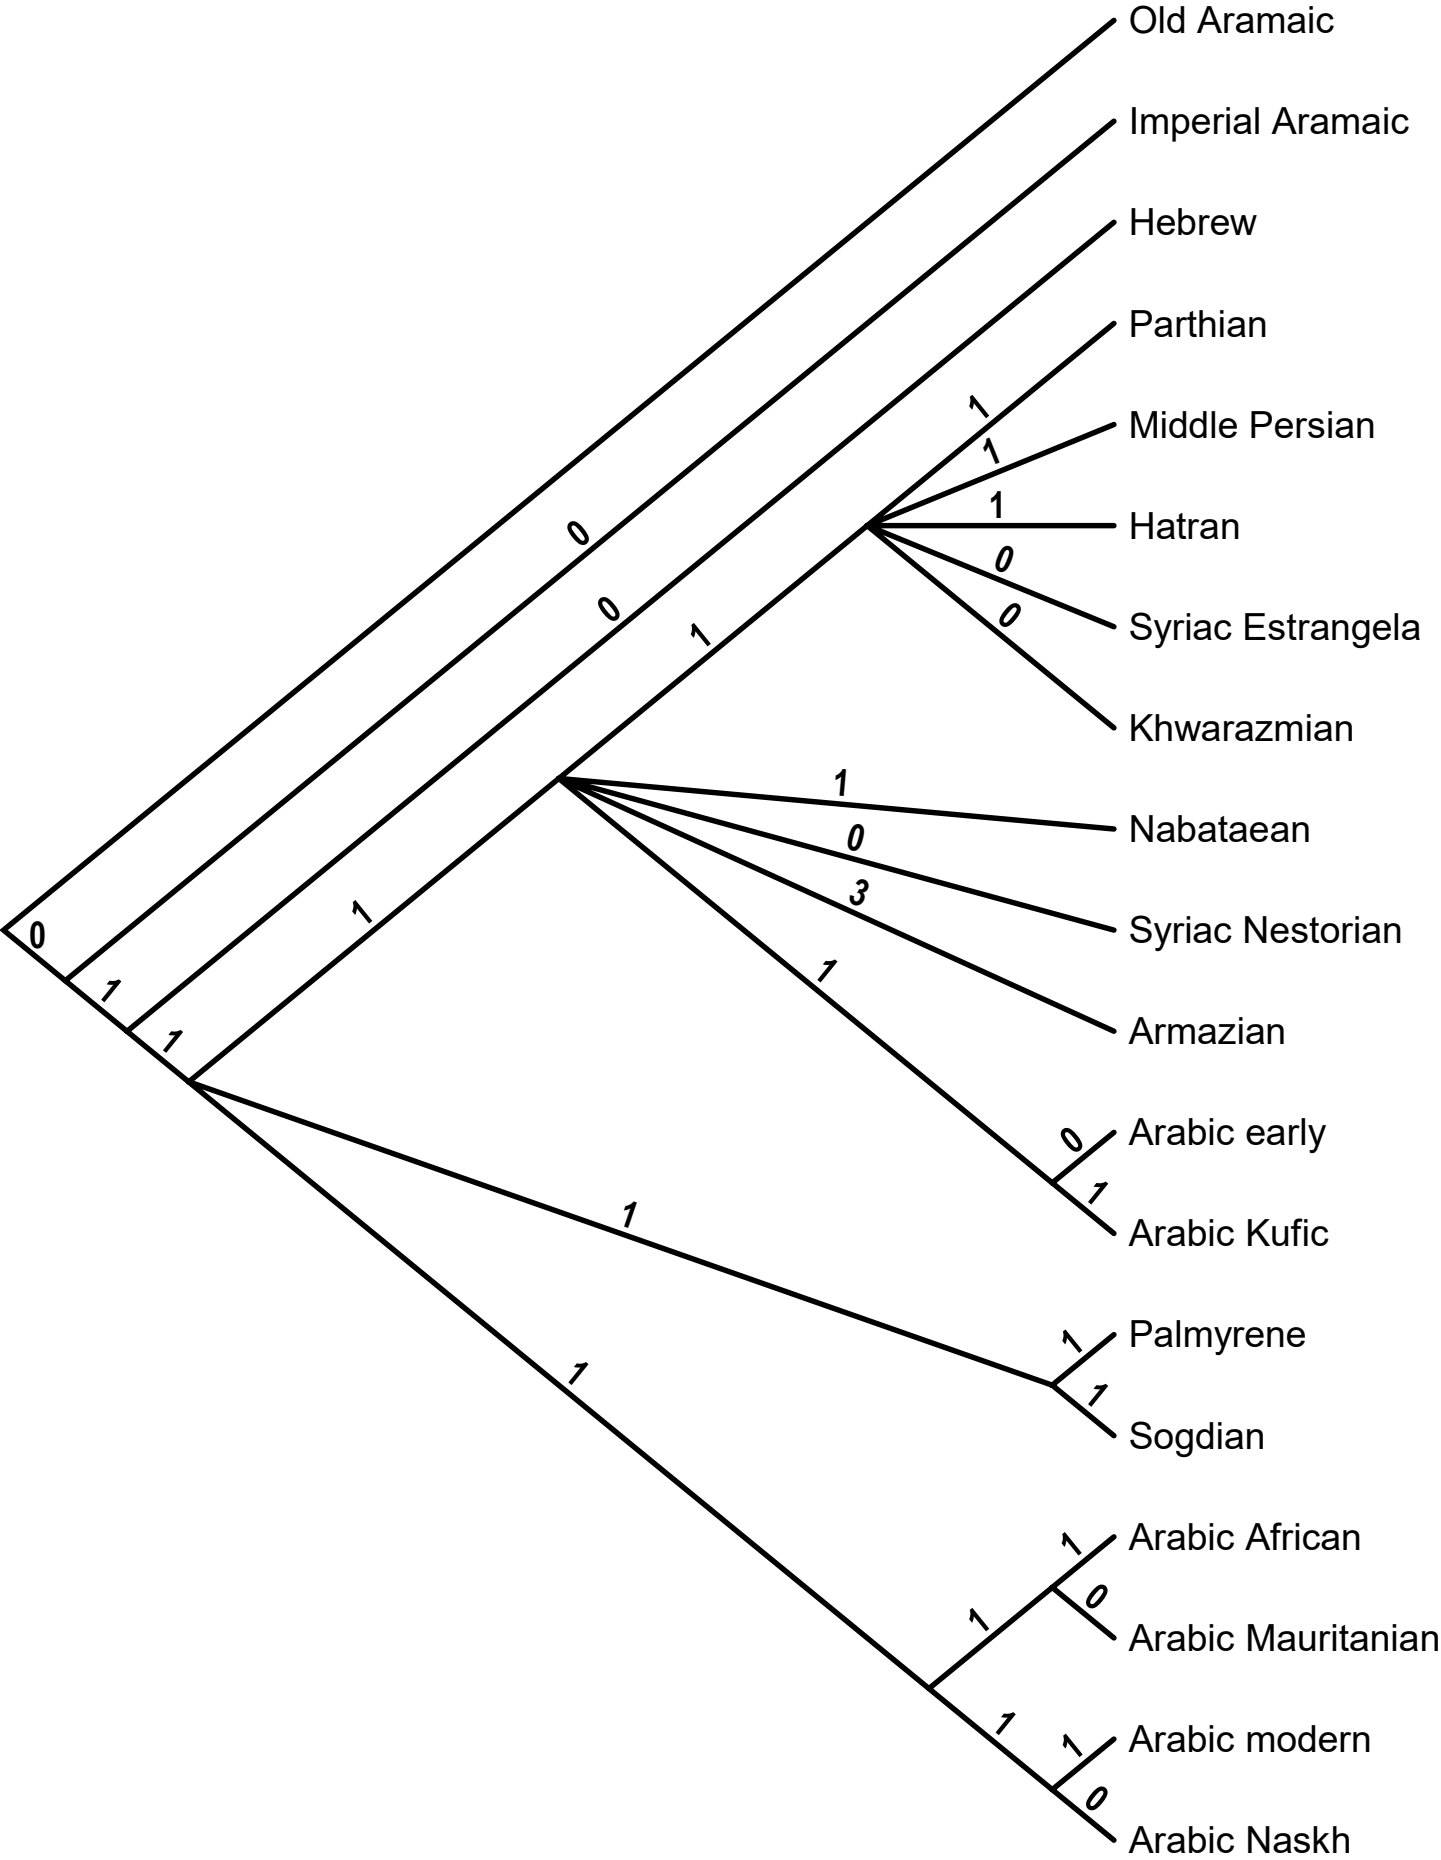 Old Aramaic
Imperial Aramaic
Hebrew
Parthian
1
Middle Persian
1
1
Hatran
0
0
0
0
Syriac Estrangela
0
1
Khwarazmian
1
Nabataean
0
3
1
Syriac Nestorian
0
1
1
Armazian
1
Arabic early
0
1
Arabic Kufic
1
Palmyrene
1
1
1
Sogdian
Arabic African
1
0
1
Arabic Mauritanian
1
Arabic modern
1
0
Arabic Naskh